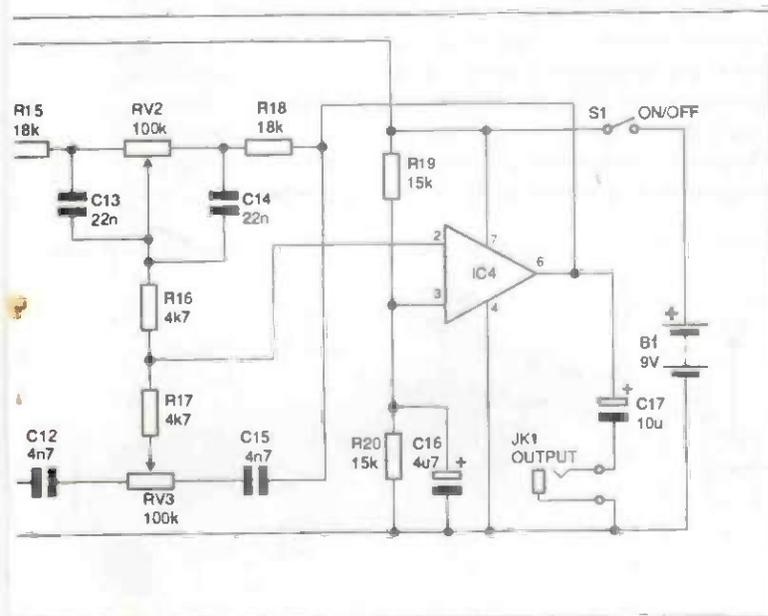 R15
18k
RV2
100k
R18
18k
S1
ON/OFF
R19
15k
C13
22n
C14
22n
2
7
IC4
6
3
4
R16
4k7
+
B1
9V
R17
4k7
+
C17
10u
C12
4n7
C15
4n7
R20
15k
C16
4u7
+
JK1
OUTPUT
RV3
100k